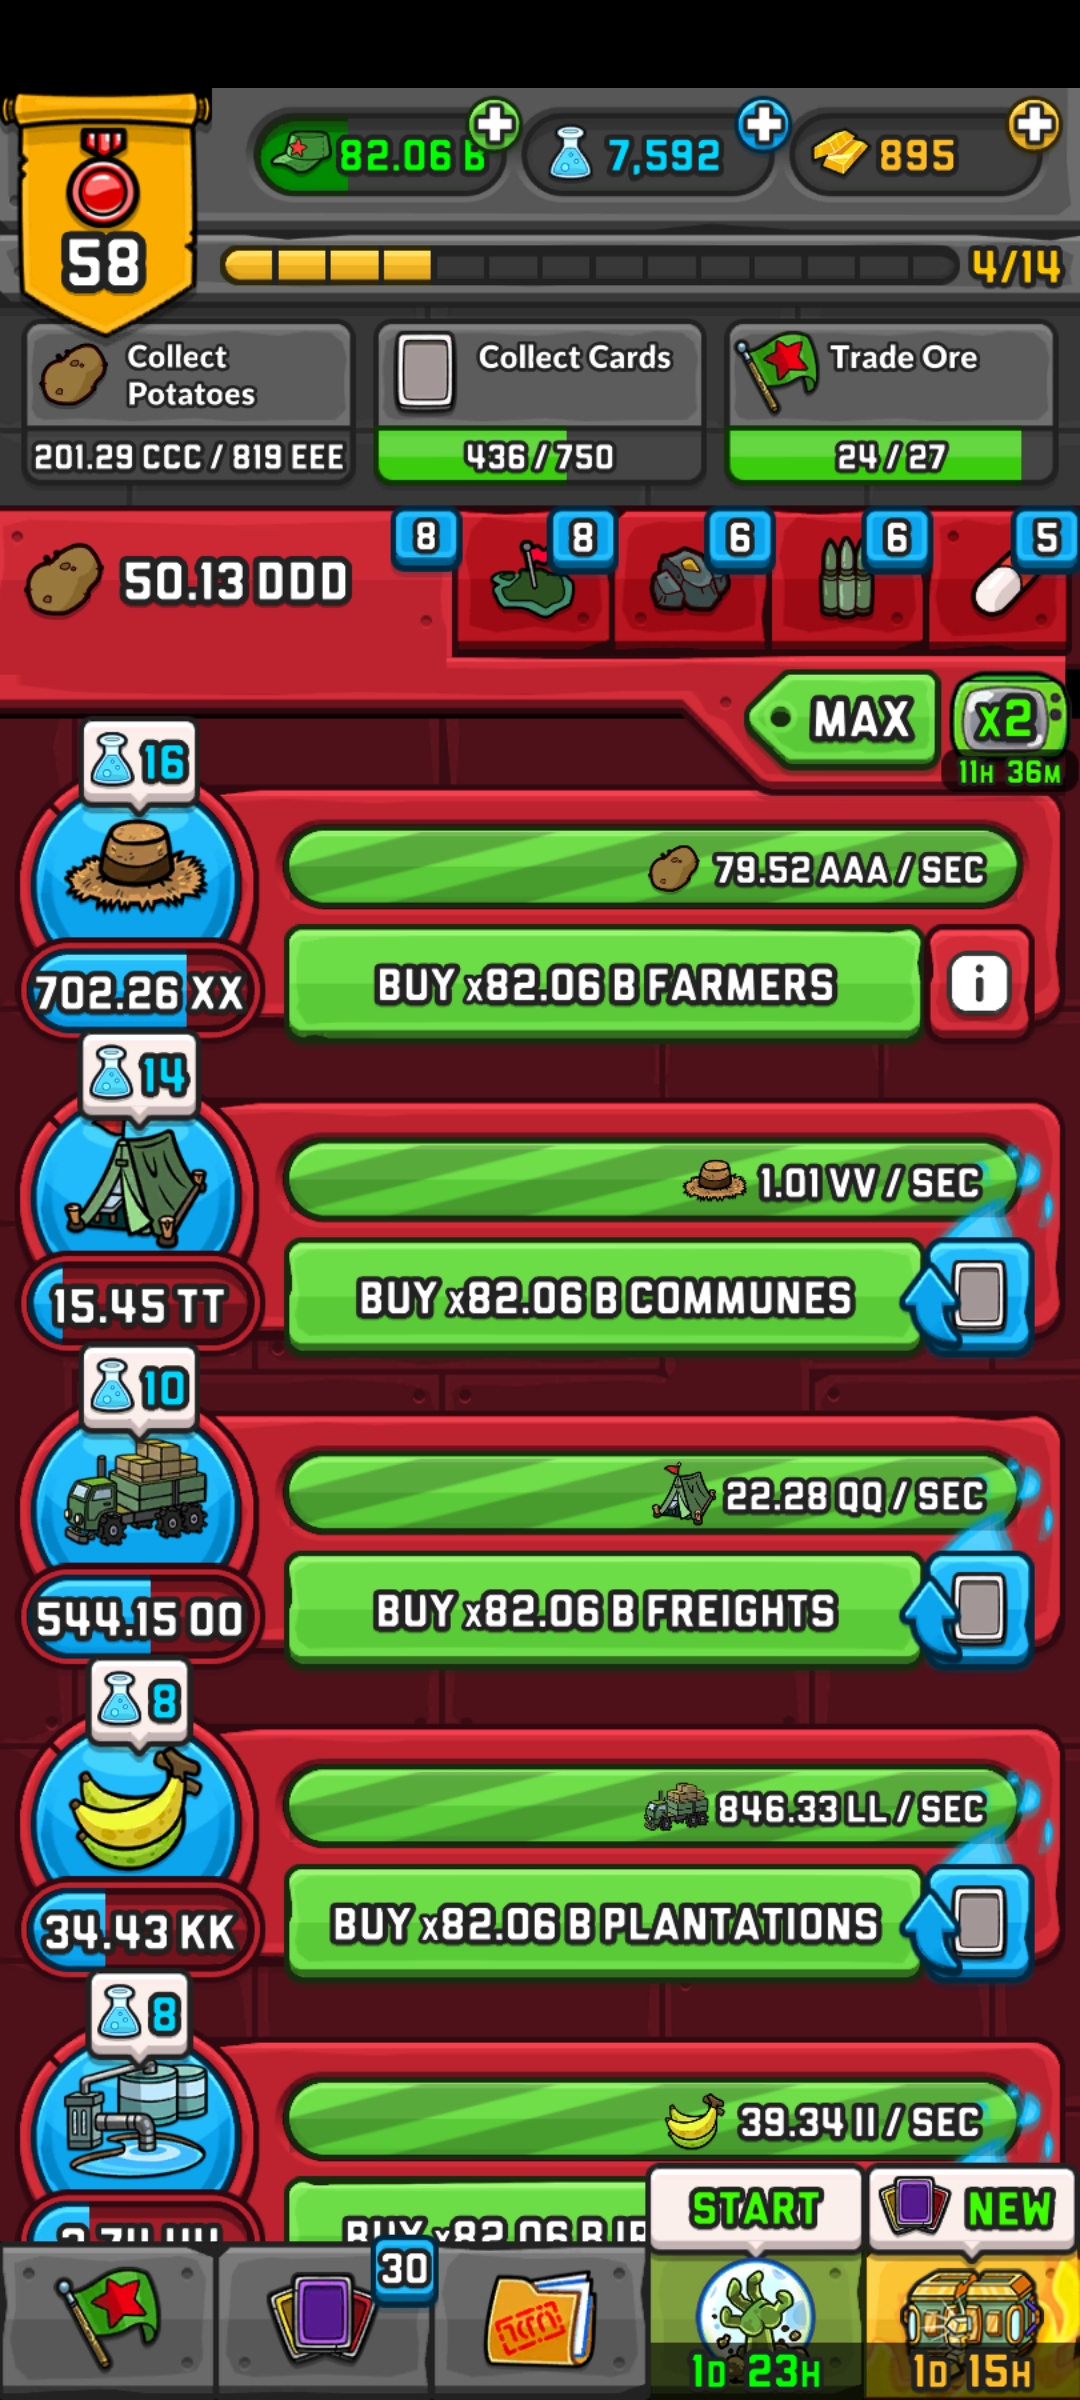 82.06 B
7,592
895
58
4/14
Collect Potatoes
201.29 CCC / 819 EEE
Collect Cards
436 / 750
Trade Ore
24 / 27
50.13 DDD
8
8
6
6
5
MAX
x2
11H 36M
16
79.52 AAA / SEC
702.26 XX
BUY x82.06 B FARMERS
i
14
1.01 VV / SEC
15.45 TT
BUY x82.06 B COMMUNES
10
22.28 QQ / SEC
544.15 OO
BUY x82.06 B FREIGHTS
8
846.33 LL / SEC
34.43 KK
BUY x82.06 B PLANTATIONS
8
39.34 II / SEC
BUY x82.06 B
START
NEW
30
1D 23H
1D 15H